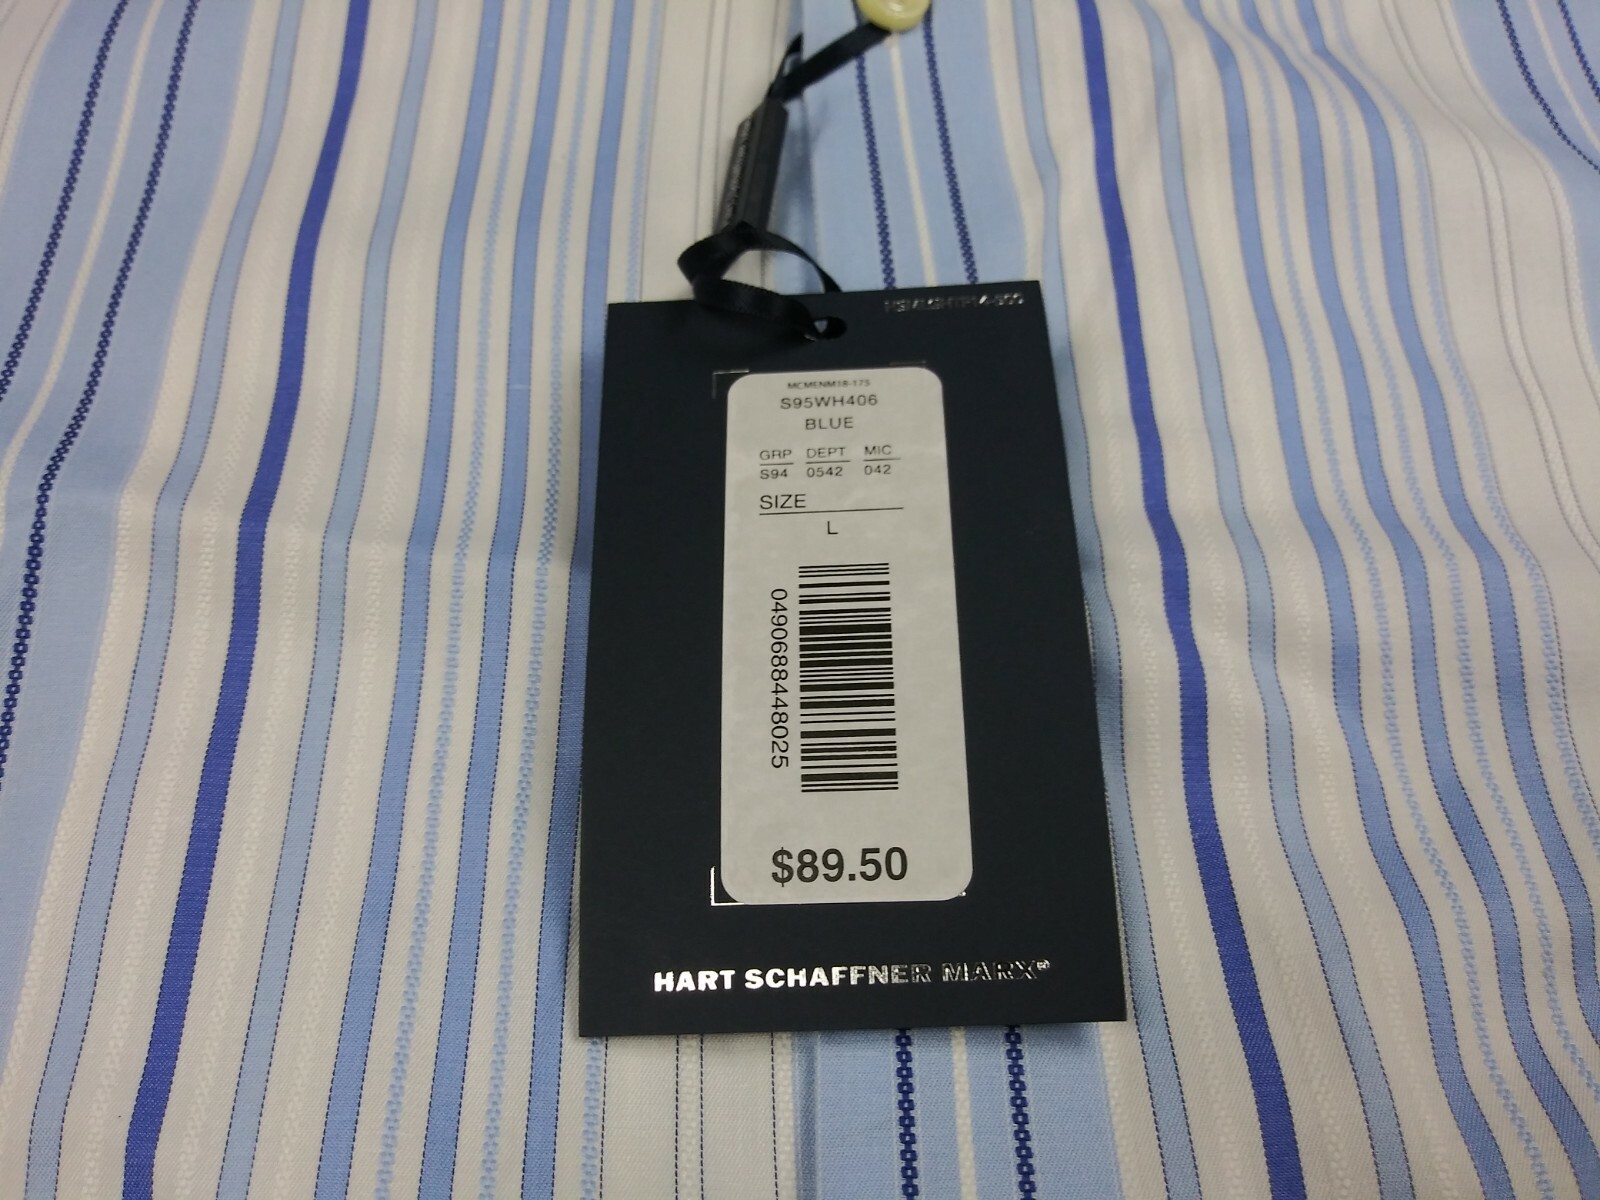 MCMENM18-175
S95WH406
BLUE
GRP DEPT MIC
S94 0542 042
SIZE
L
0490688448025
$89.50
HART SCHAFFNER MARX®